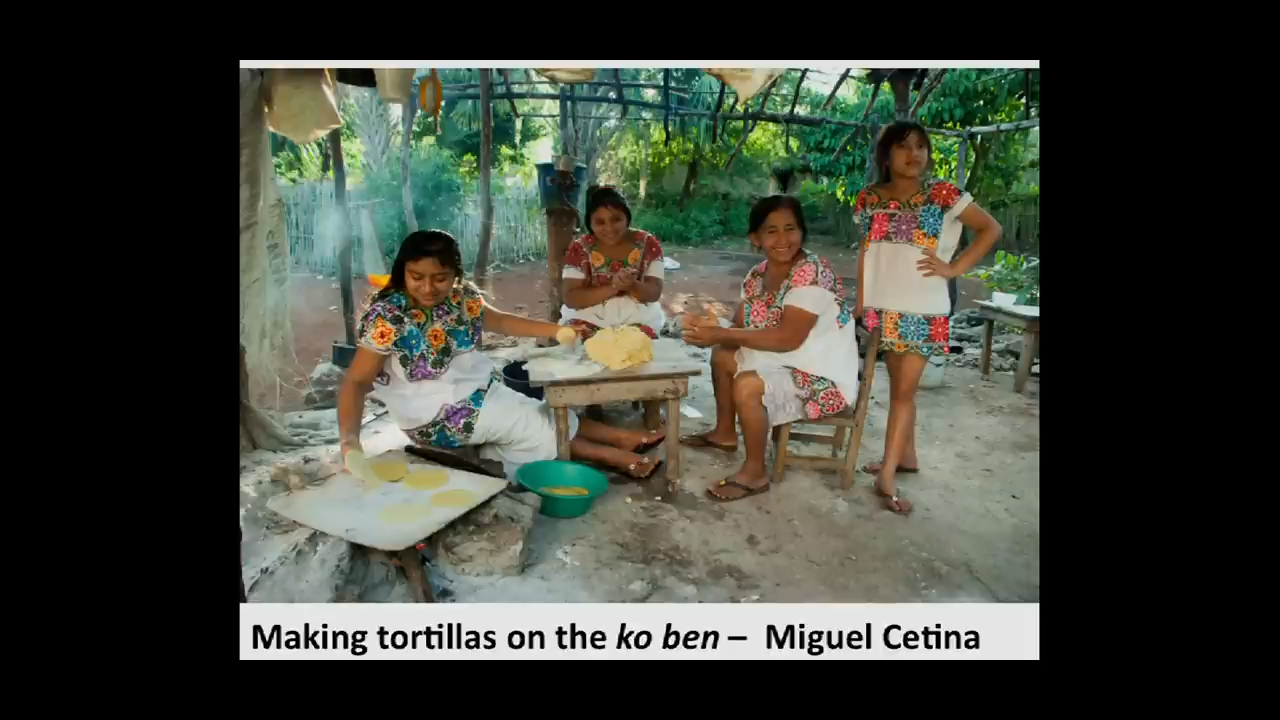 Making tortillas on the ko ben – Miguel Cetina